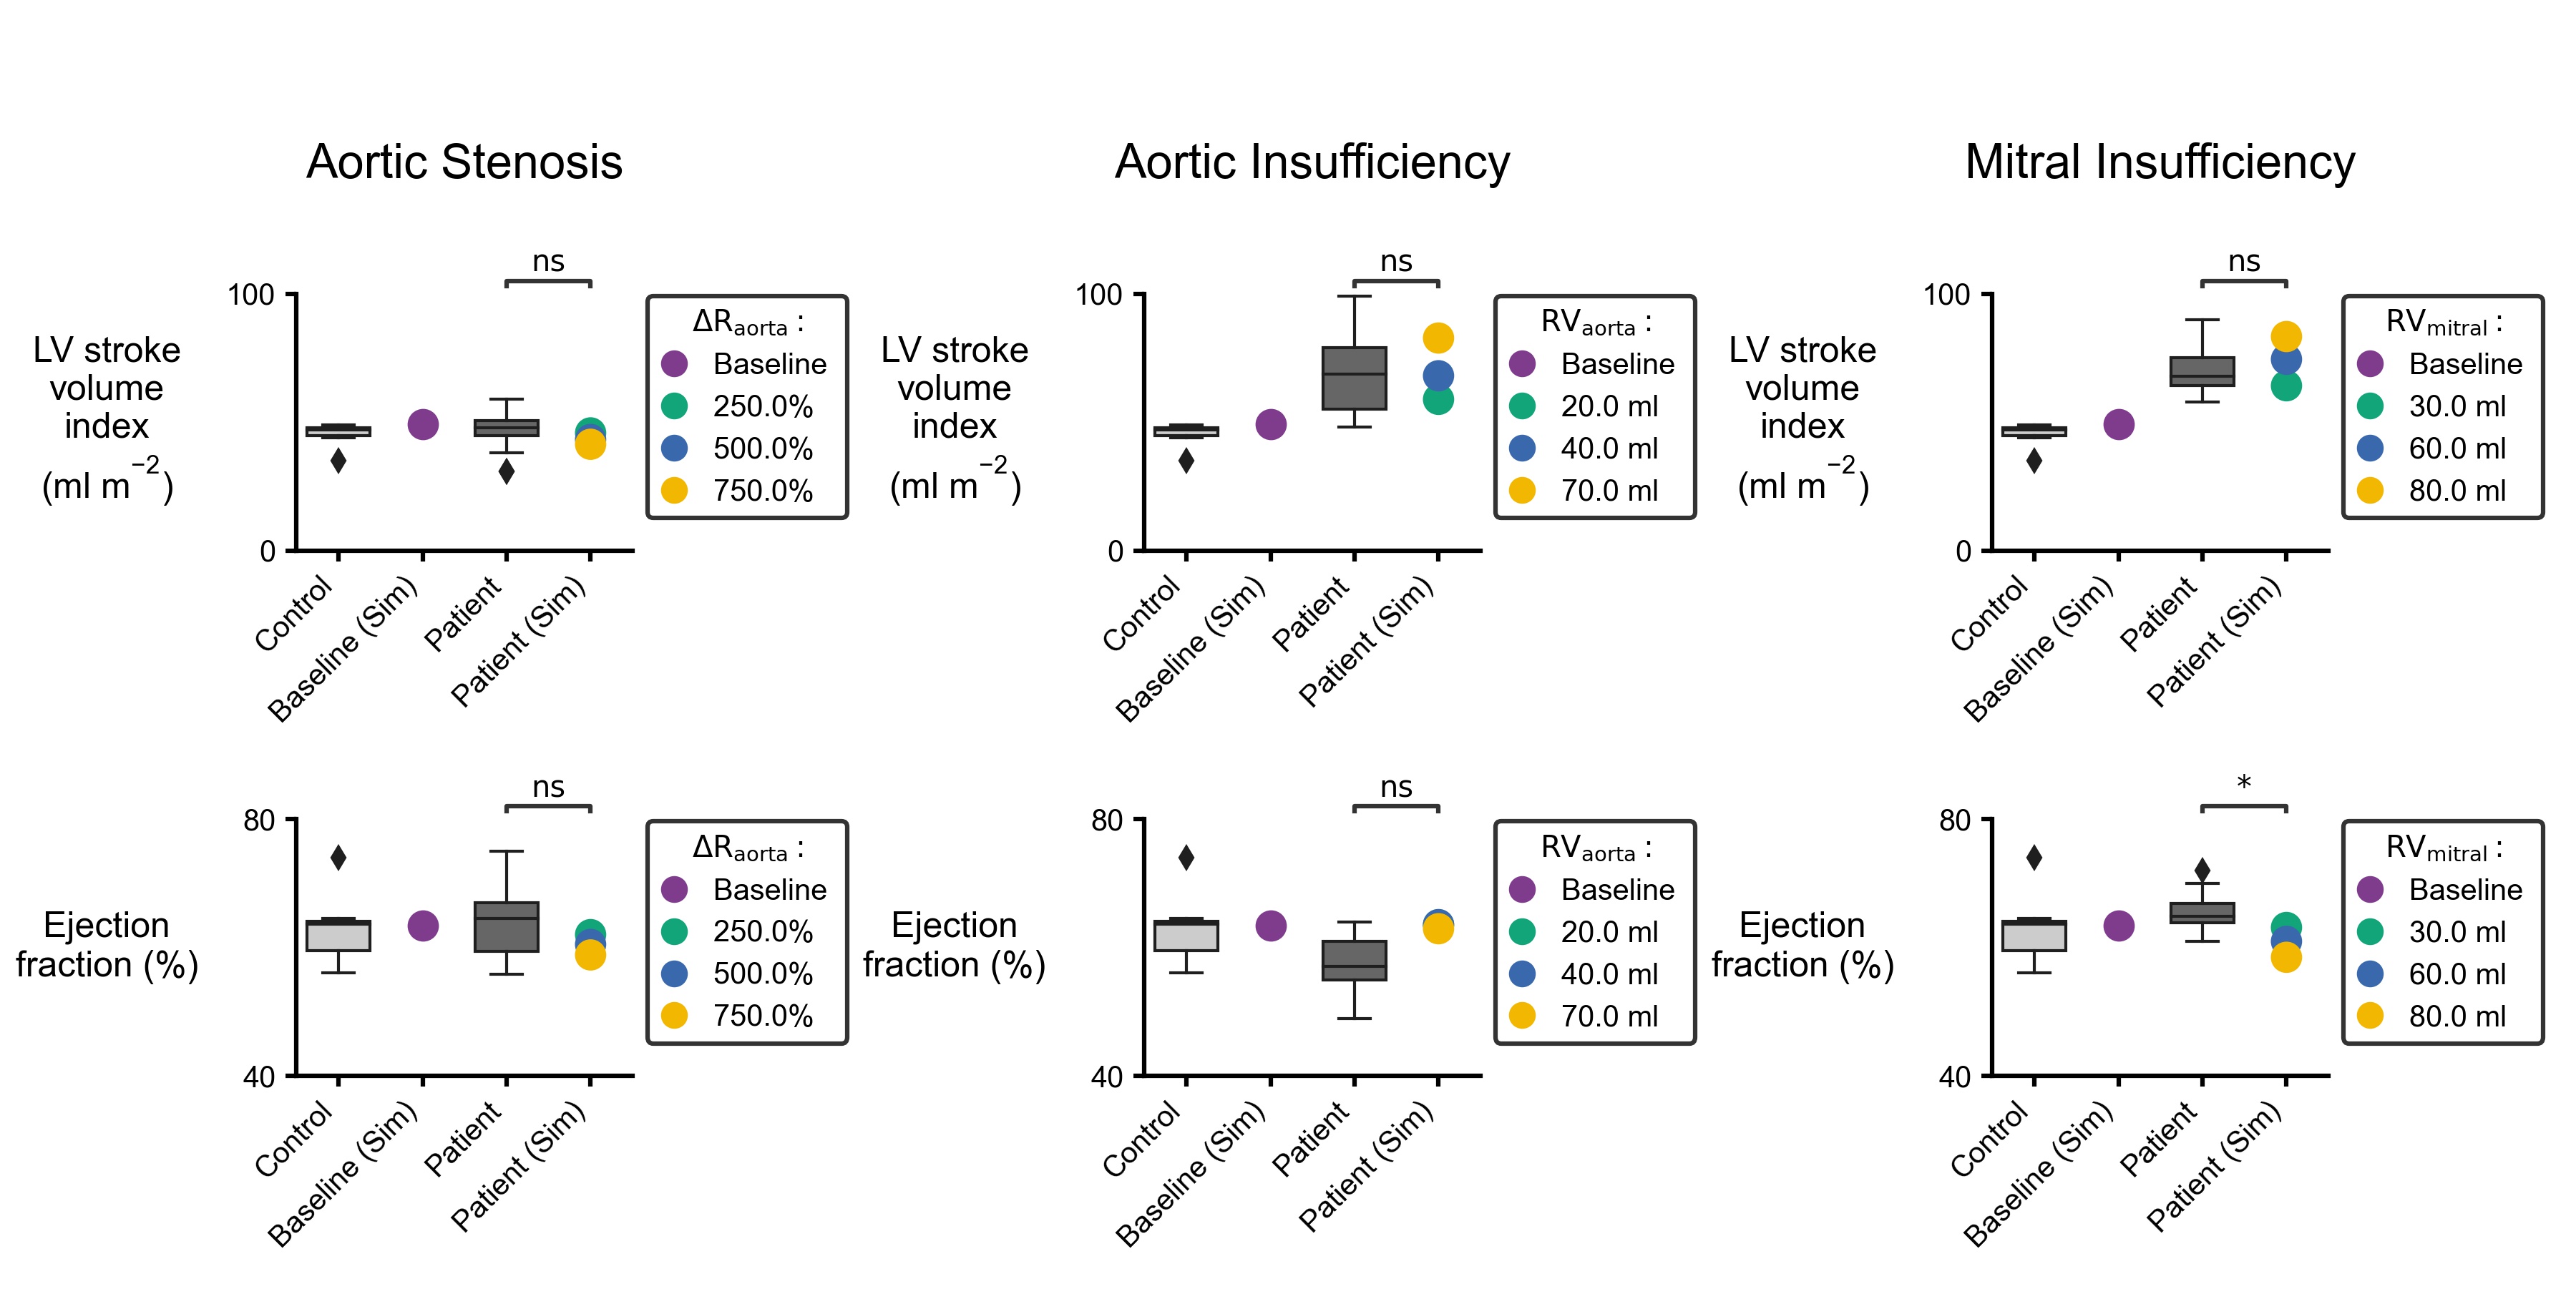 Aortic Stenosis
Aortic Insufficiency
Mitral Insufficiency
LV stroke
volume
index
(ml m⁻²)
100
0
ns
Control
Baseline (Sim)
Patient
Patient (Sim)
ΔRaorta :
Baseline
250.0%
500.0%
750.0%
LV stroke
volume
index
(ml m⁻²)
100
0
ns
Control
Baseline (Sim)
Patient
Patient (Sim)
RVaorta :
Baseline
20.0 ml
40.0 ml
70.0 ml
LV stroke
volume
index
(ml m⁻²)
100
0
ns
Control
Baseline (Sim)
Patient
Patient (Sim)
RVmitral :
Baseline
30.0 ml
60.0 ml
80.0 ml
Ejection
fraction (%)
80
40
ns
Control
Baseline (Sim)
Patient
Patient (Sim)
ΔRaorta :
Baseline
250.0%
500.0%
750.0%
Ejection
fraction (%)
80
40
ns
Control
Baseline (Sim)
Patient
Patient (Sim)
RVaorta :
Baseline
20.0 ml
40.0 ml
70.0 ml
Ejection
fraction (%)
80
40
*
Control
Baseline (Sim)
Patient
Patient (Sim)
RVmitral :
Baseline
30.0 ml
60.0 ml
80.0 ml